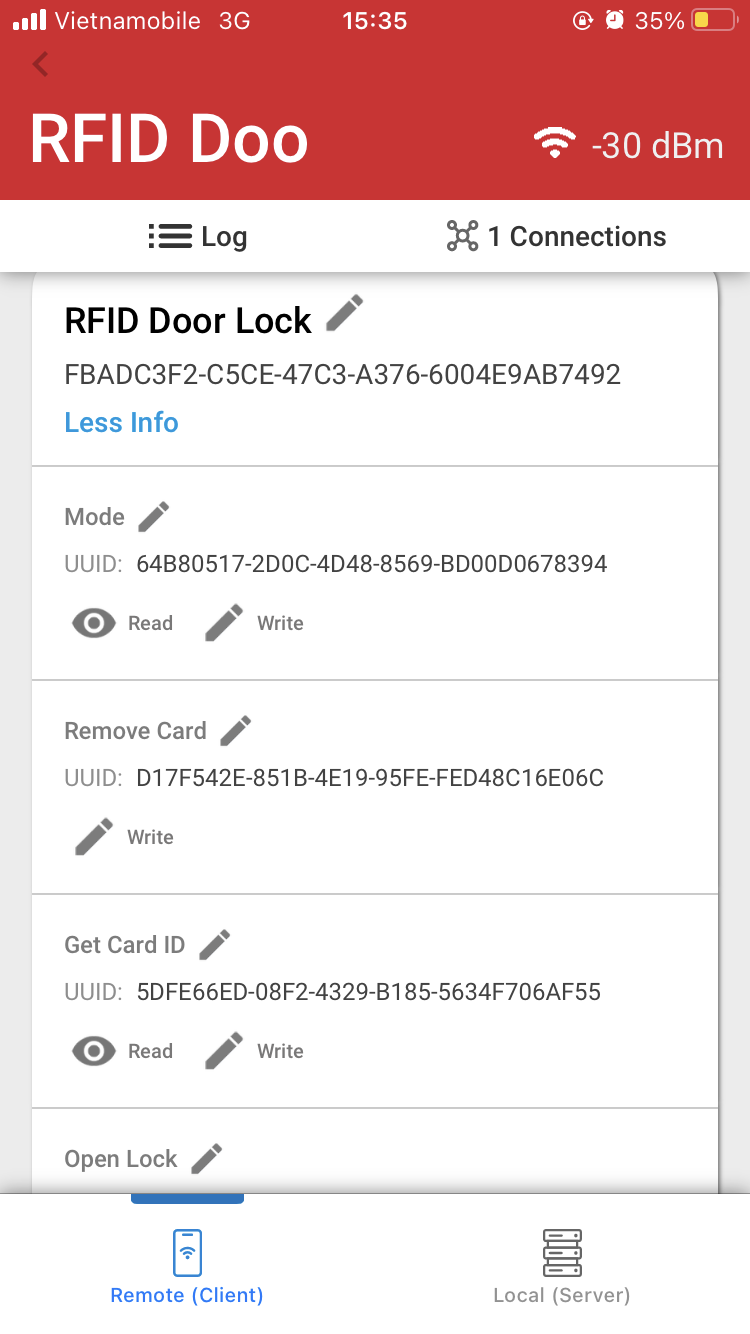 Vietnamobile 3G 15:35 35%
RFID Doo -30 dBm
Log 1 Connections
RFID Door Lock
FBADC3F2-C5CE-47C3-A376-6004E9AB7492
Less Info
Mode
UUID: 64B80517-2D0C-4D48-8569-BD00D0678394
Read Write
Remove Card
UUID: D17F542E-851B-4E19-95FE-FED48C16E06C
Write
Get Card ID
UUID: 5DFE66ED-08F2-4329-B185-5634F706AF55
Read Write
Open Lock
Remote (Client) Local (Server)